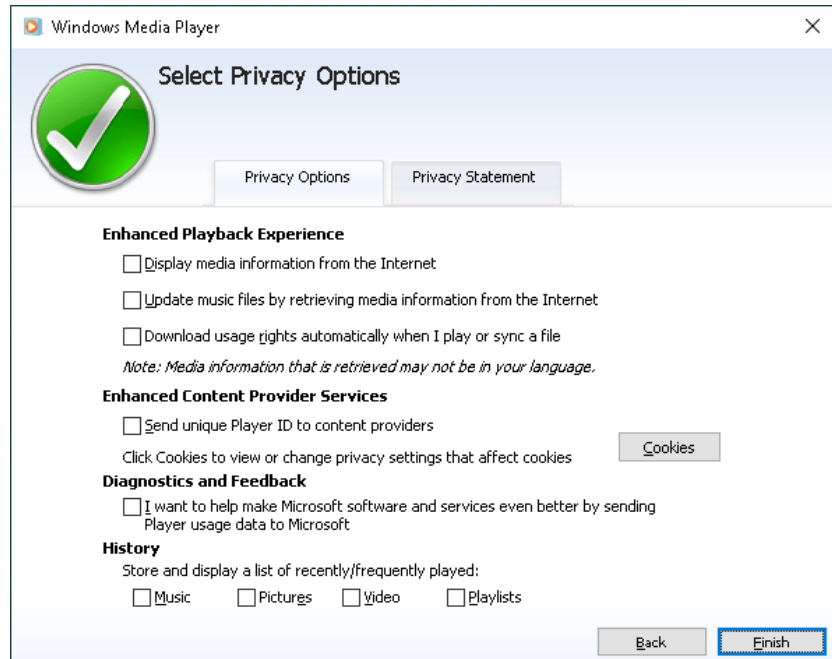 Windows Media Player
Select Privacy Options
Privacy Options
Privacy Statement
Enhanced Playback Experience
Display media information from the Internet
Update music files by retrieving media information from the Internet
Download usage rights automatically when I play or sync a file
Note: Media information that is retrieved may not be in your language.
Enhanced Content Provider Services
Send unique Player ID to content providers
Click Cookies to view or change privacy settings that affect cookies
Cookies
Diagnostics and Feedback
I want to help make Microsoft software and services even better by sending
Player usage data to Microsoft
History
Store and display a list of recently/frequently played:
Music Pictures Video Playlists
Back Finish